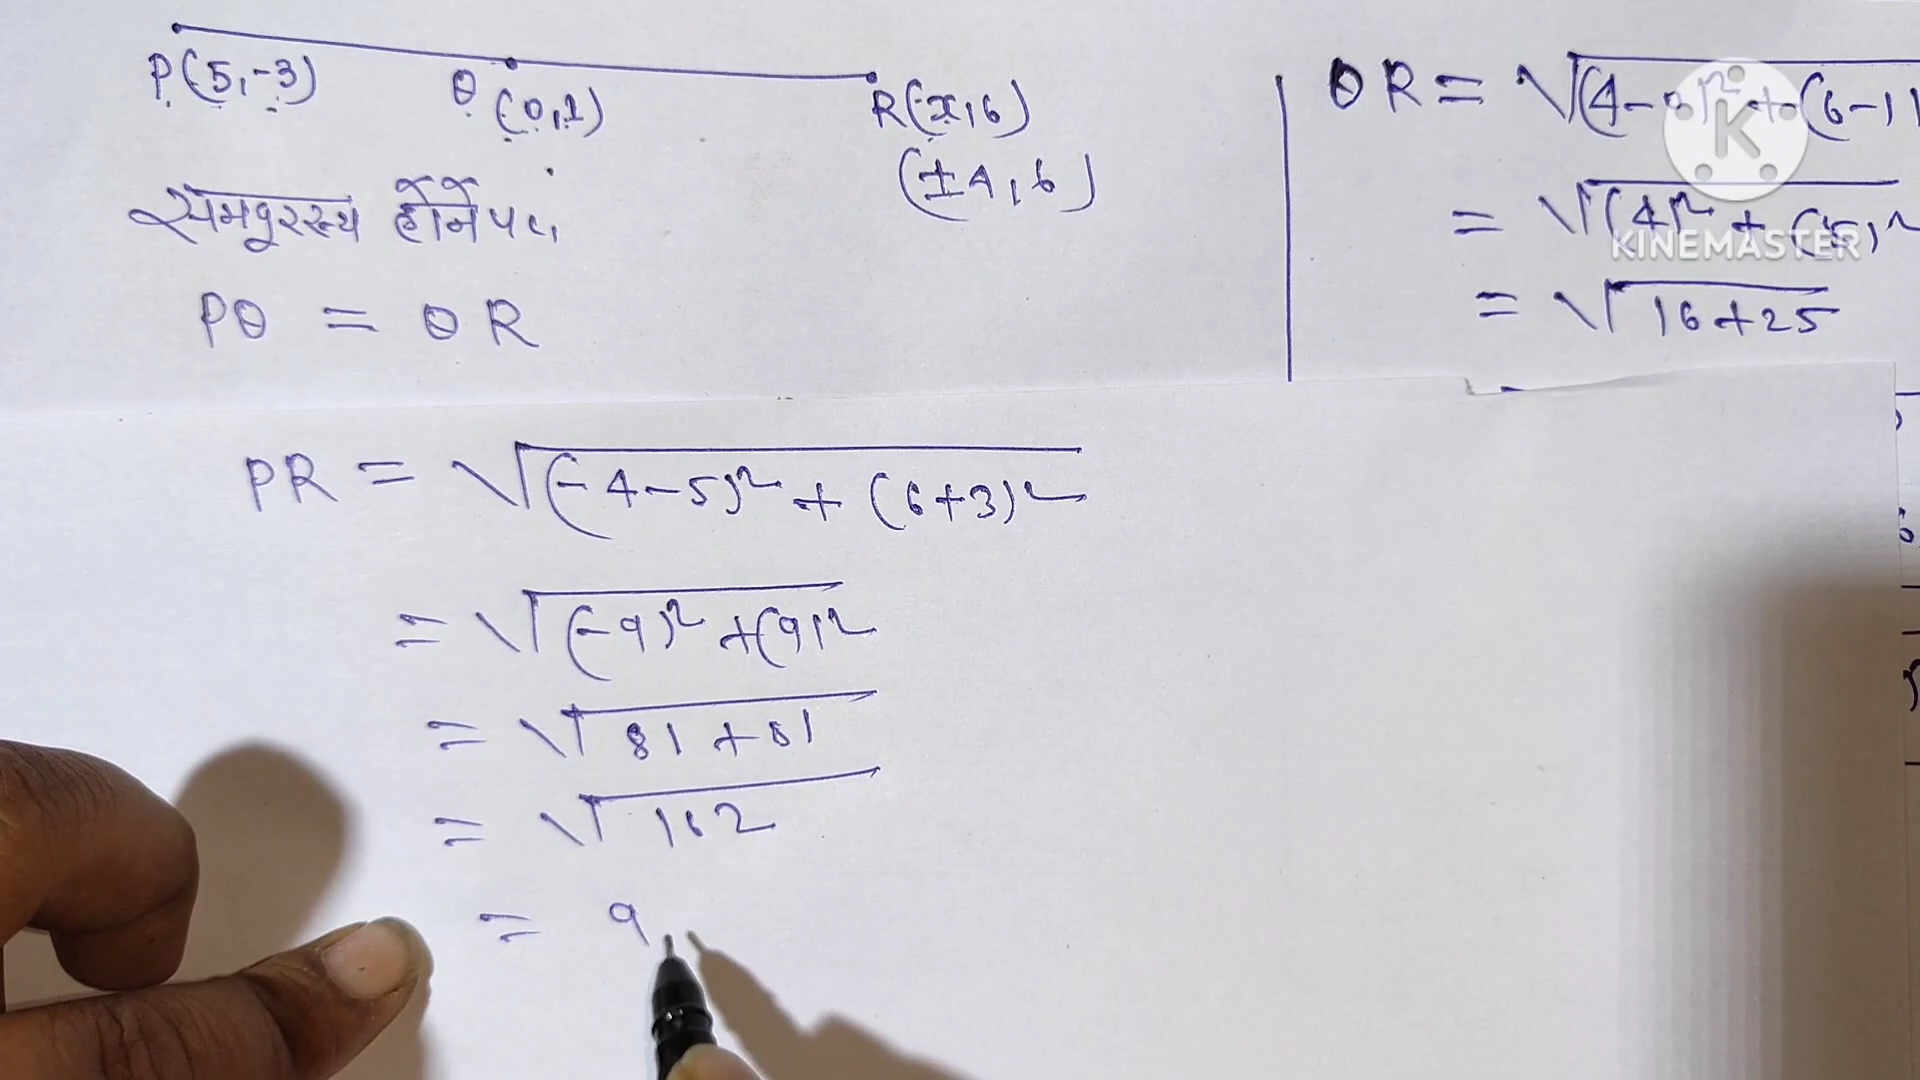 P(5,-3)
Q
(0,1)
R(x,6)
(±4,6)
समदूरस्थ होने पर,
PQ = QR
QR = √(4-0)² + (6-1)
= √(4)² + (5)²
= √16+25
K
KINEMASTER
PR = √(-4-5)² + (6+3)²
= √(-9)² + (9)²
= √81+81
= √162
= 9